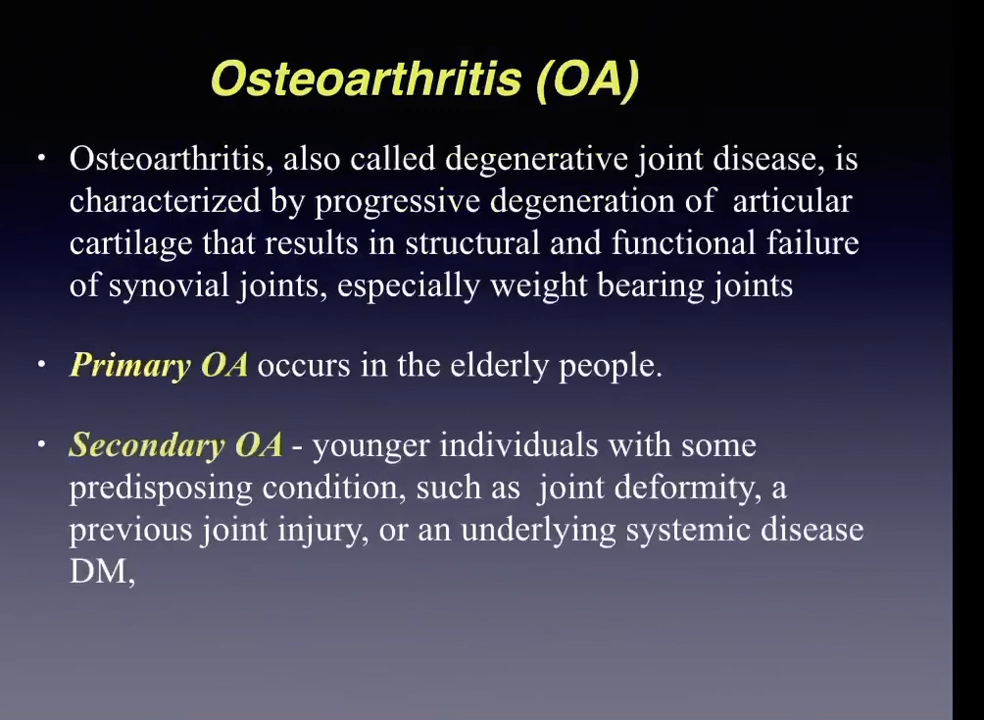 Osteoarthritis (OA)
• Osteoarthritis, also called degenerative joint disease, is
characterized by progressive degeneration of articular
cartilage that results in structural and functional failure
of synovial joints, especially weight bearing joints
• Primary OA occurs in the elderly people.
• Secondary OA - younger individuals with some
predisposing condition, such as joint deformity, a
previous joint injury, or an underlying systemic disease
DM,